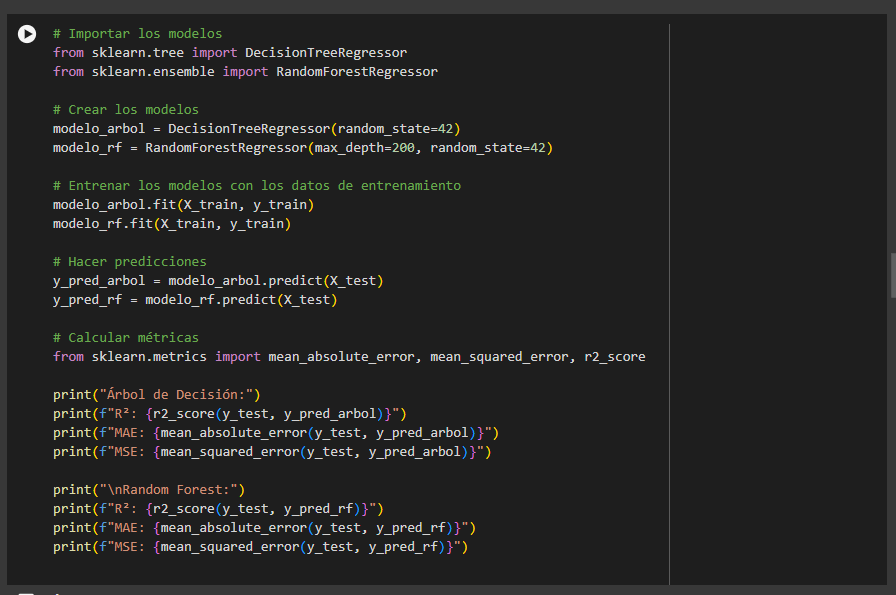 # Importar los modelos
from sklearn.tree import DecisionTreeRegressor
from sklearn.ensemble import RandomForestRegressor
# Crear los modelos
modelo_arbol = DecisionTreeRegressor(random_state=42)
modelo_rf = RandomForestRegressor(max_depth=200, random_state=42)
# Entrenar los modelos con los datos de entrenamiento
modelo_arbol.fit(X_train, y_train)
modelo_rf.fit(X_train, y_train)
# Hacer predicciones
y_pred_arbol = modelo_arbol.predict(X_test)
y_pred_rf = modelo_rf.predict(X_test)
# Calcular métricas
from sklearn.metrics import mean_absolute_error, mean_squared_error, r2_score
print("Árbol de Decisión:")
print(f"R²: {r2_score(y_test, y_pred_arbol)}")
print(f"MAE: {mean_absolute_error(y_test, y_pred_arbol)}")
print(f"MSE: {mean_squared_error(y_test, y_pred_arbol)}")
print("\nRandom Forest:")
print(f"R²: {r2_score(y_test, y_pred_rf)}")
print(f"MAE: {mean_absolute_error(y_test, y_pred_rf)}")
print(f"MSE: {mean_squared_error(y_test, y_pred_rf)}")